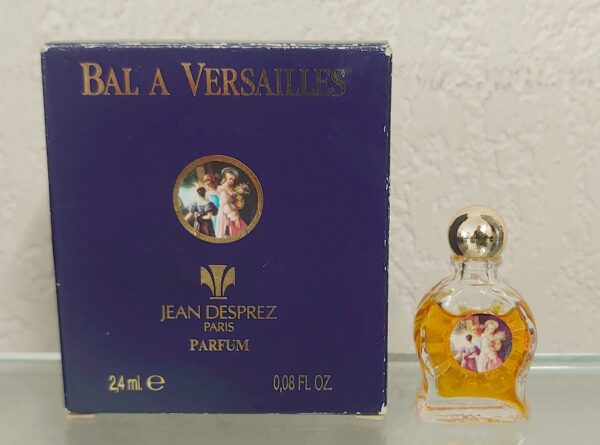 BAL A VERSAILLES
JEAN DESPREZ
PARIS
PARFUM
2,4 ml. e 0,08 FL OZ.